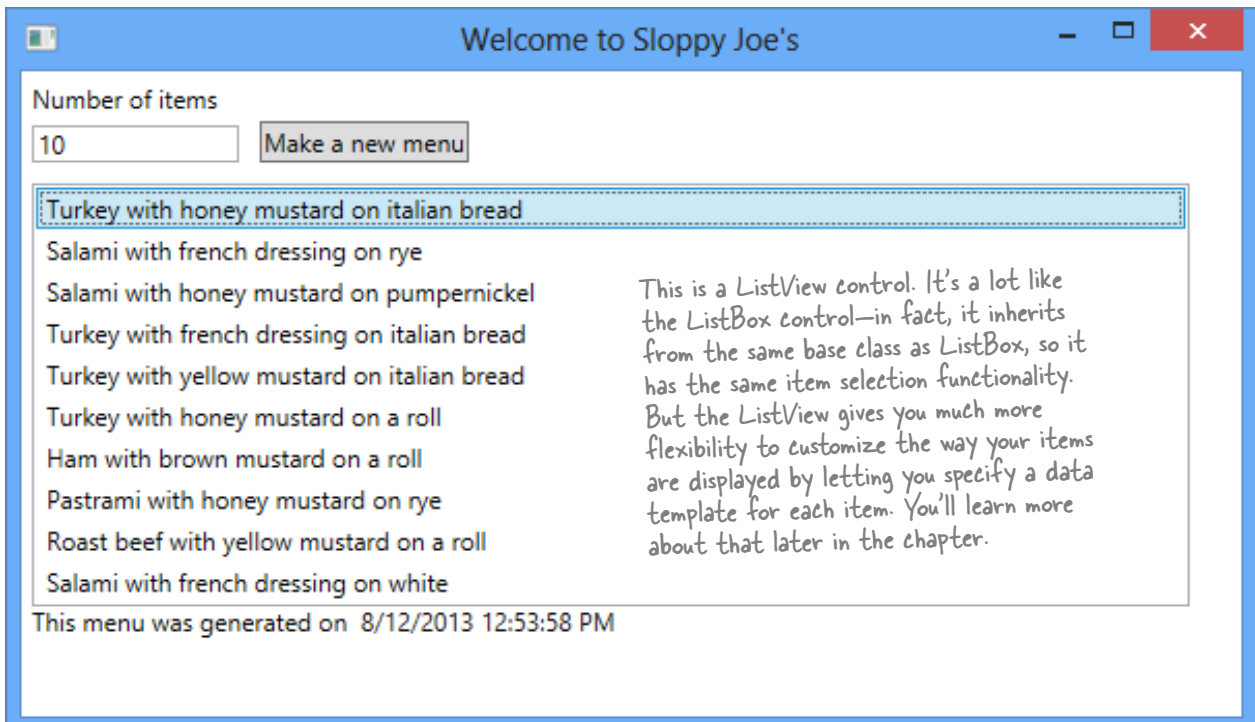 Welcome to Sloppy Joe's
Number of items
10
Make a new menu
Turkey with honey mustard on italian bread
Salami with french dressing on rye
Salami with honey mustard on pumpernickel
Turkey with french dressing on italian bread
Turkey with yellow mustard on italian bread
Turkey with honey mustard on a roll
Ham with brown mustard on a roll
Pastrami with honey mustard on rye
Roast beef with yellow mustard on a roll
Salami with french dressing on white
This is a ListView control. It's a lot like
the ListBox control—in fact, it inherits
from the same base class as ListBox, so it
has the same item selection functionality.
But the ListView gives you much more
flexibility to customize the way your items
are displayed by letting you specify a data
template for each item. You'll learn more
about that later in the chapter.
This menu was generated on 8/12/2013 12:53:58 PM